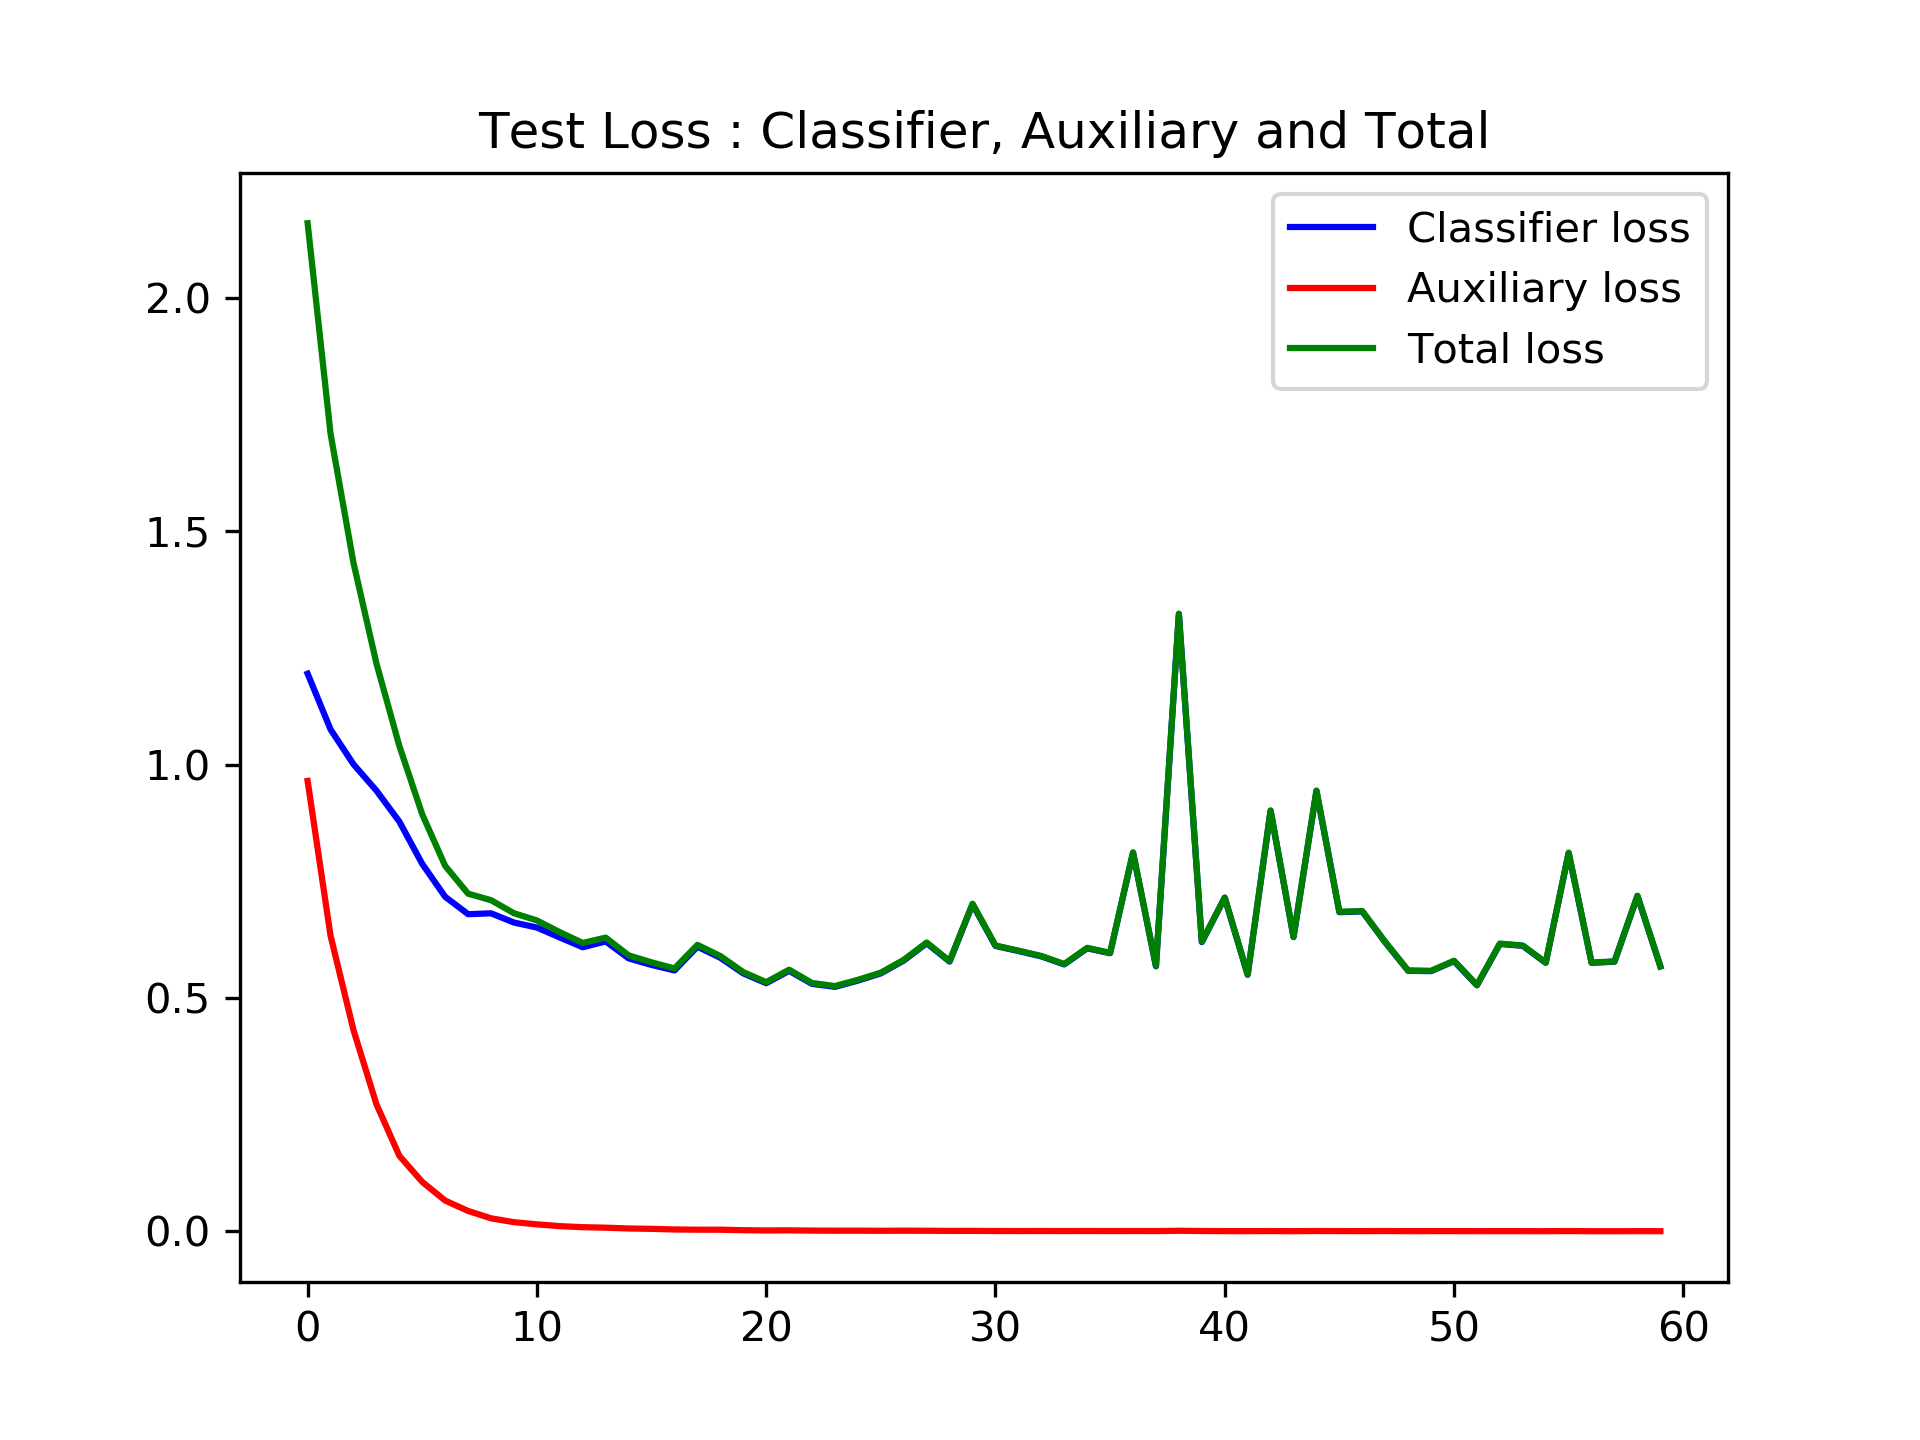 Test Loss : Classifier, Auxiliary and Total
Classifier loss
Auxiliary loss
Total loss
2.0
1.5
1.0
0.5
0.0
0 10 20 30 40 50 60